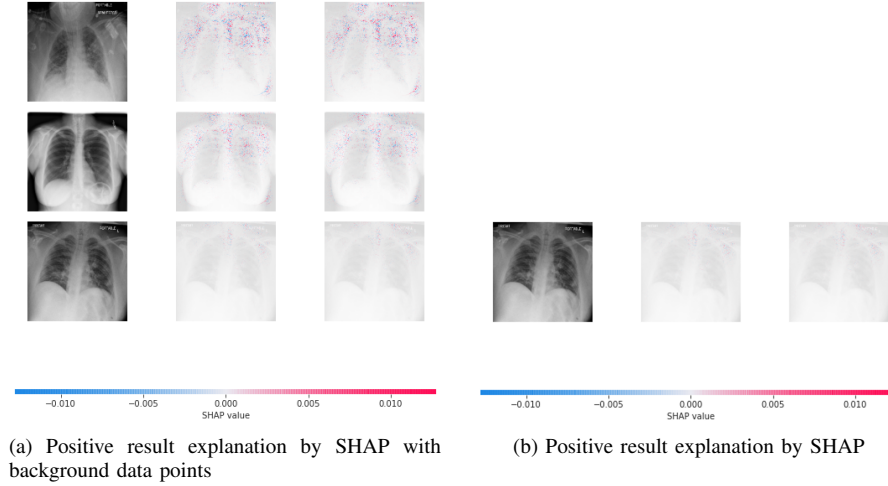 PORTABLE
−0.010 −0.005 0.000 0.005 0.010
SHAP value
(a) Positive result explanation by SHAP with
background data points
−0.010 −0.005 0.000 0.005 0.010
SHAP value
(b) Positive result explanation by SHAP